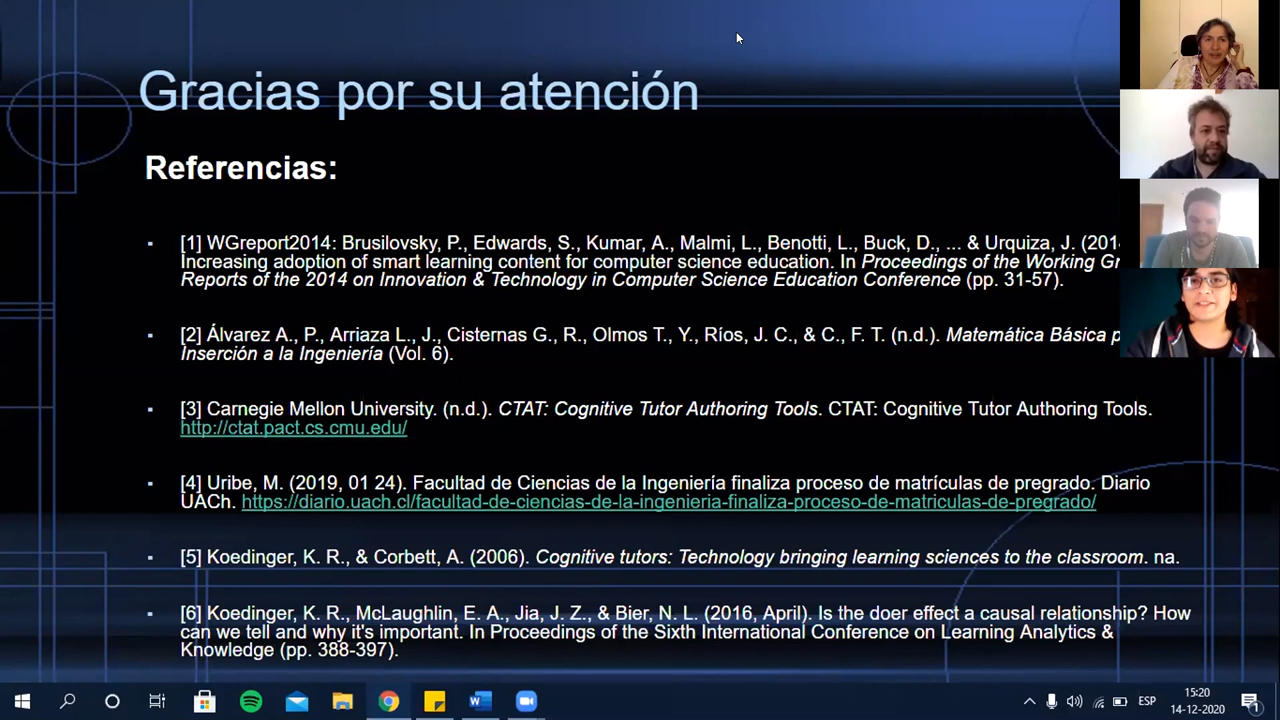 Gracias por su atención
Referencias:
[1] WGreport2014: Brusilovsky, P., Edwards, S., Kumar, A., Malmi, L., Benotti, L., Buck, D., ... & Urquiza, J. (201
Increasing adoption of smart learning content for computer science education. In Proceedings of the Working Gr
Reports of the 2014 on Innovation & Technology in Computer Science Education Conference (pp. 31-57).
[2] Álvarez A., P., Arriaza L., J., Cisternas G., R., Olmos T., Y., Ríos, J. C., & C., F. T. (n.d.). Matemática Básica p
Inserción a la Ingeniería (Vol. 6).
[3] Carnegie Mellon University. (n.d.). CTAT: Cognitive Tutor Authoring Tools. CTAT: Cognitive Tutor Authoring Tools.
http://ctat.pact.cs.cmu.edu/
[4] Uribe, M. (2019, 01 24). Facultad de Ciencias de la Ingeniería finaliza proceso de matrículas de pregrado. Diario
UACh. https://diario.uach.cl/facultad-de-ciencias-de-la-ingenieria-finaliza-proceso-de-matriculas-de-pregrado/
[5] Koedinger, K. R., & Corbett, A. (2006). Cognitive tutors: Technology bringing learning sciences to the classroom. na.
[6] Koedinger, K. R., McLaughlin, E. A., Jia, J. Z., & Bier, N. L. (2016, April). Is the doer effect a causal relationship? How
can we tell and why it's important. In Proceedings of the Sixth International Conference on Learning Analytics &
Knowledge (pp. 388-397).
ESP
15:20
14-12-2020
1